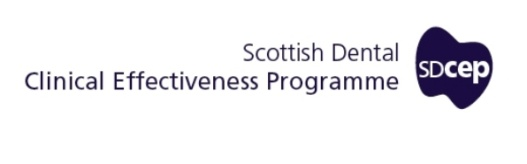 Scottish Dental
Clinical Effectiveness Programme
SDcep